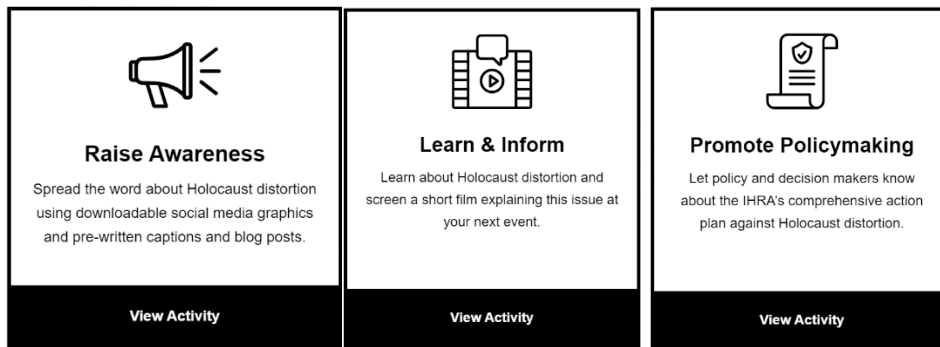 Raise Awareness
Spread the word about Holocaust distortion
using downloadable social media graphics
and pre-written captions and blog posts.
View Activity
Learn & Inform
Learn about Holocaust distortion and
screen a short film explaining this issue at
your next event.
View Activity
Promote Policymaking
Let policy and decision makers know
about the IHRA's comprehensive action
plan against Holocaust distortion.
View Activity